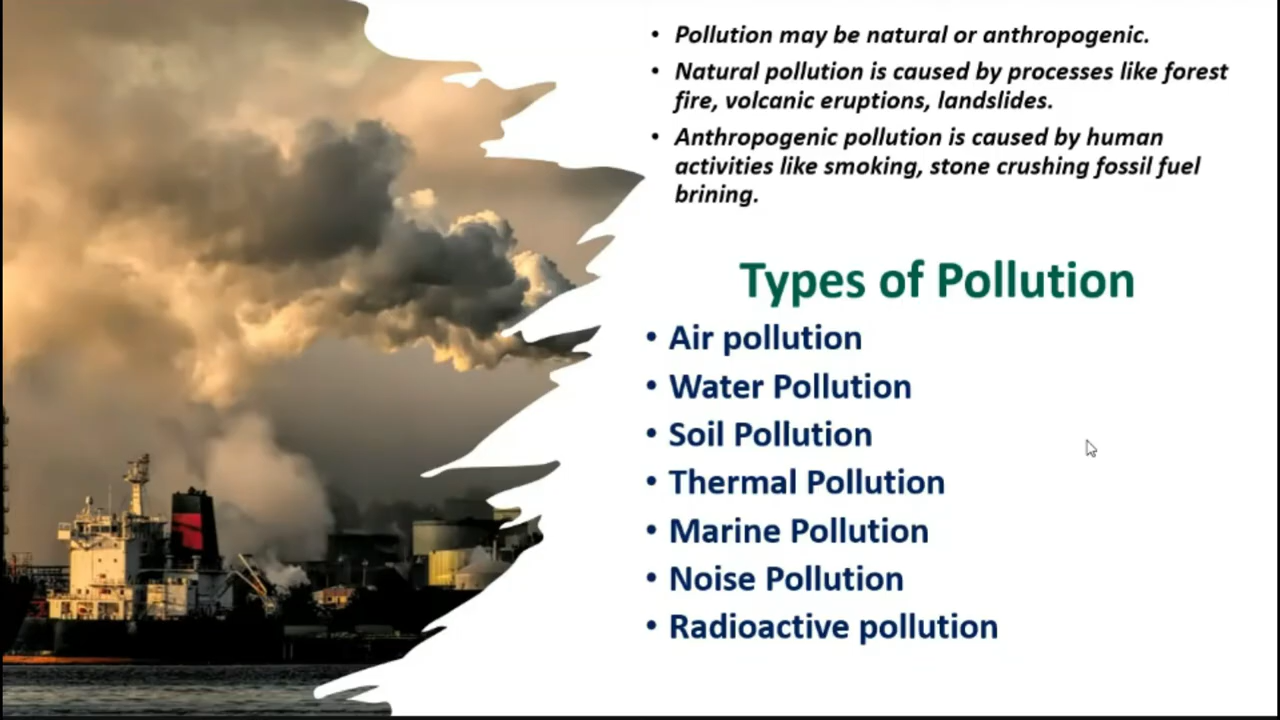 • Pollution may be natural or anthropogenic.
• Natural pollution is caused by processes like forest
fire, volcanic eruptions, landslides.
• Anthropogenic pollution is caused by human
activities like smoking, stone crushing fossil fuel
brining.
Types of Pollution
• Air pollution
• Water Pollution
• Soil Pollution
• Thermal Pollution
• Marine Pollution
• Noise Pollution
• Radioactive pollution